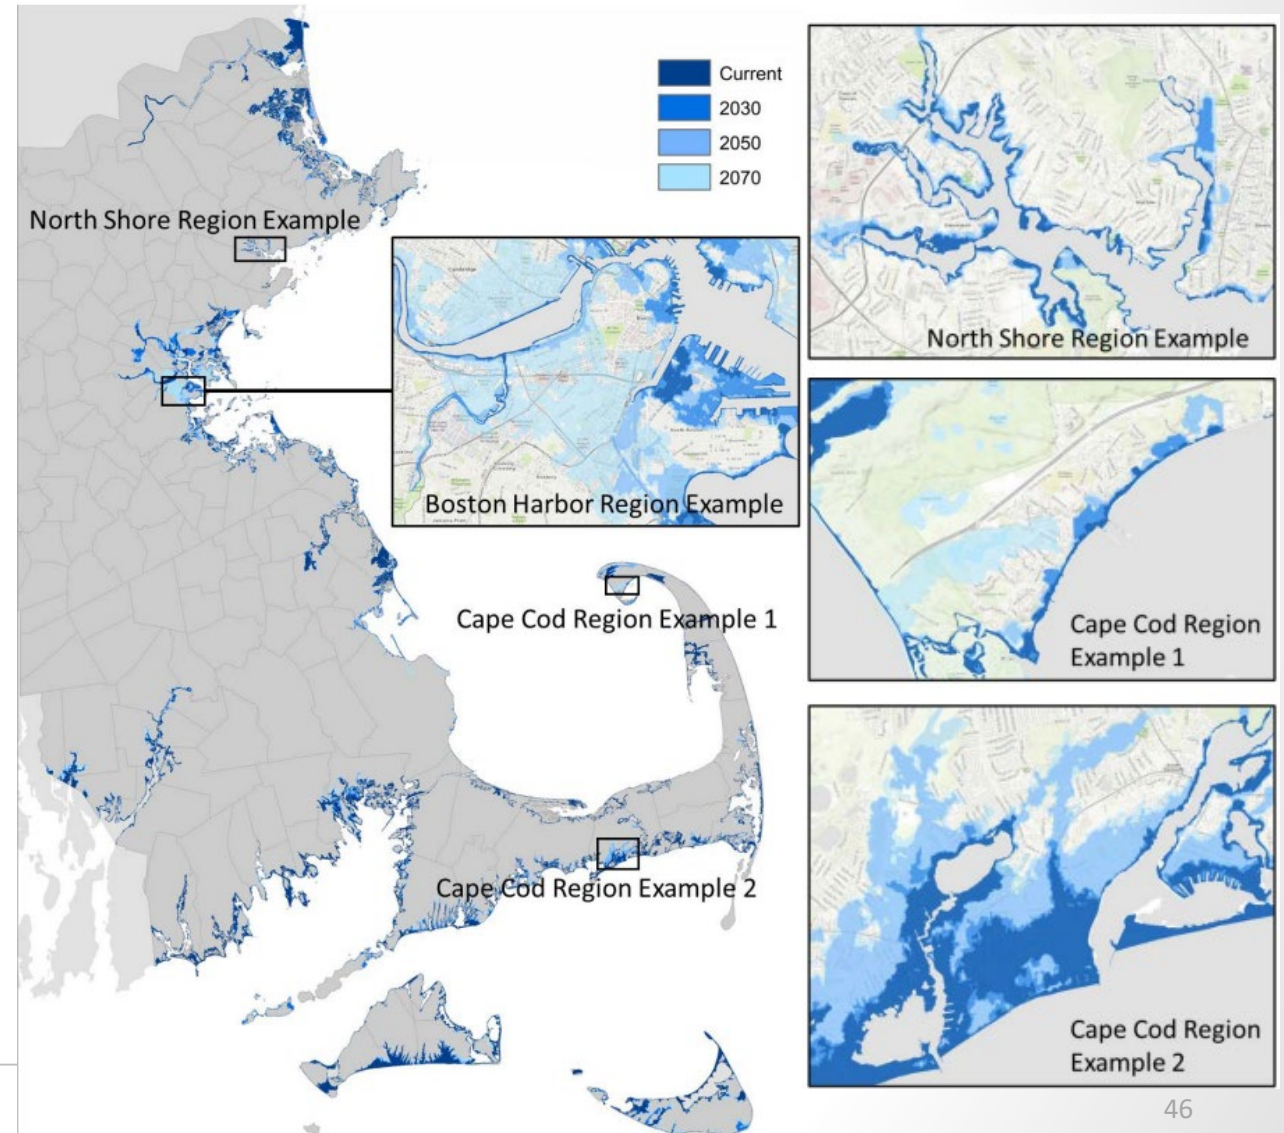 Current
2030
2050
2070
North Shore Region Example
North Shore Region Example
Cambridge
Boston Harbor Region Example
Cape Cod Region Example 1
Cape Cod Region
Example 1
Cape Cod Region Example 2
Cape Cod Region
Example 2
46